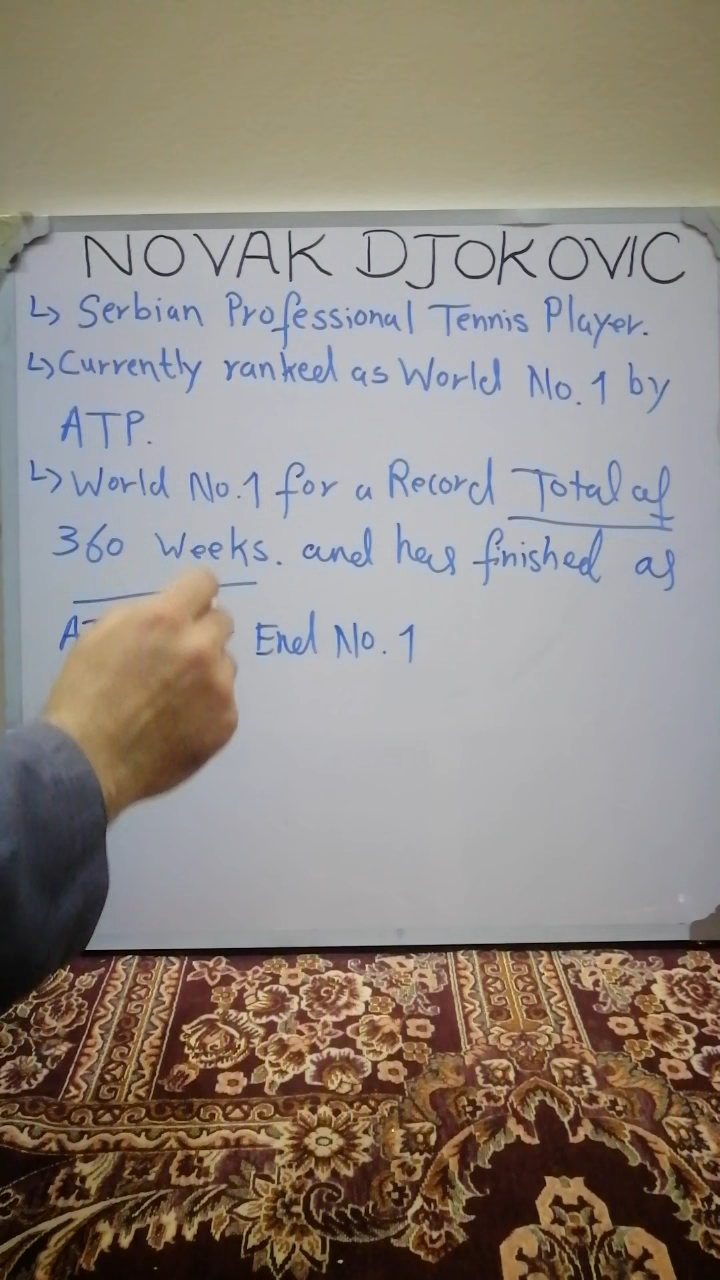 NOVAK DJOKOVIC
↳ Serbian Professional Tennis Player.
↳ Currently ranked as World No. 1 by
ATP.
↳ World No. 1 for a Record Total of
360 Weeks. and has finished as
End No. 1